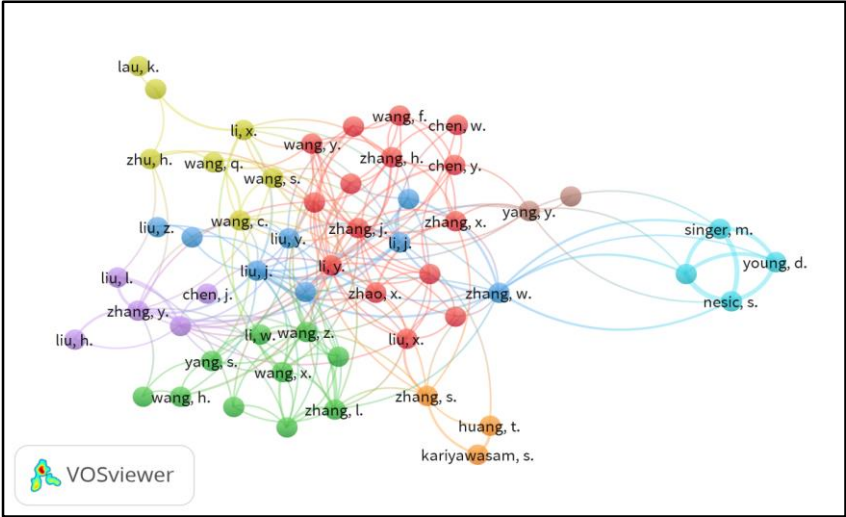 lau, k.
wang, f.
chen, w.
li, x.
wang, y.
zhu, h.
wang, q.
zhang, h.
chen, y.
wang, s.
wang, c.
zhang, x.
yang, y.
liu, z.
liu, y.
zhang, j.
li, j.
singer, m.
young, d.
liu, l.
liu, j.
li, y.
chen, j.
zhao, x.
zhang, w.
nesic, s.
zhang, y.
liu, h.
li, w.
wang, z.
liu, x.
yang, s.
wang, x.
wang, h.
zhang, l.
zhang, s.
huang, t.
kariyawasam, s.
VOSviewer